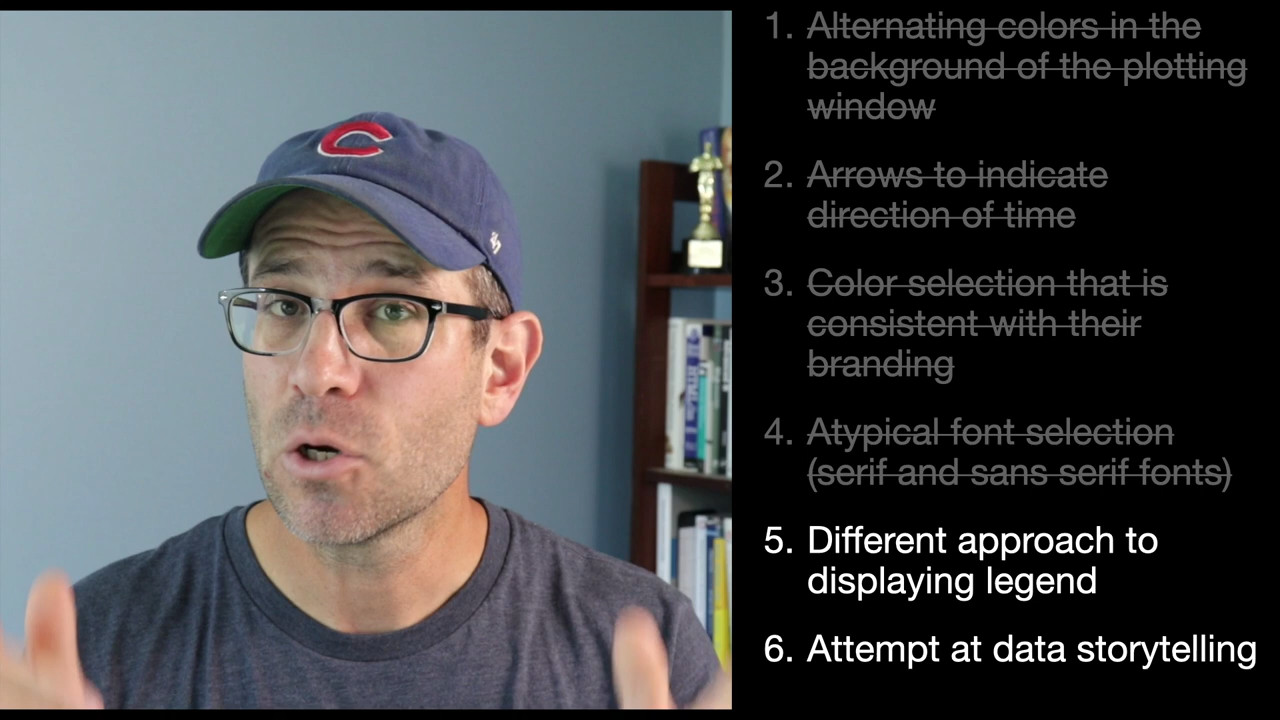 C
1. Alternating colors in the
background of the plotting
window
2. Arrows to indicate
direction of time
3. Color selection that is
consistent with their
branding
4. Atypical font selection
(serif and sans serif fonts)
5. Different approach to
displaying legend
6. Attempt at data storytelling